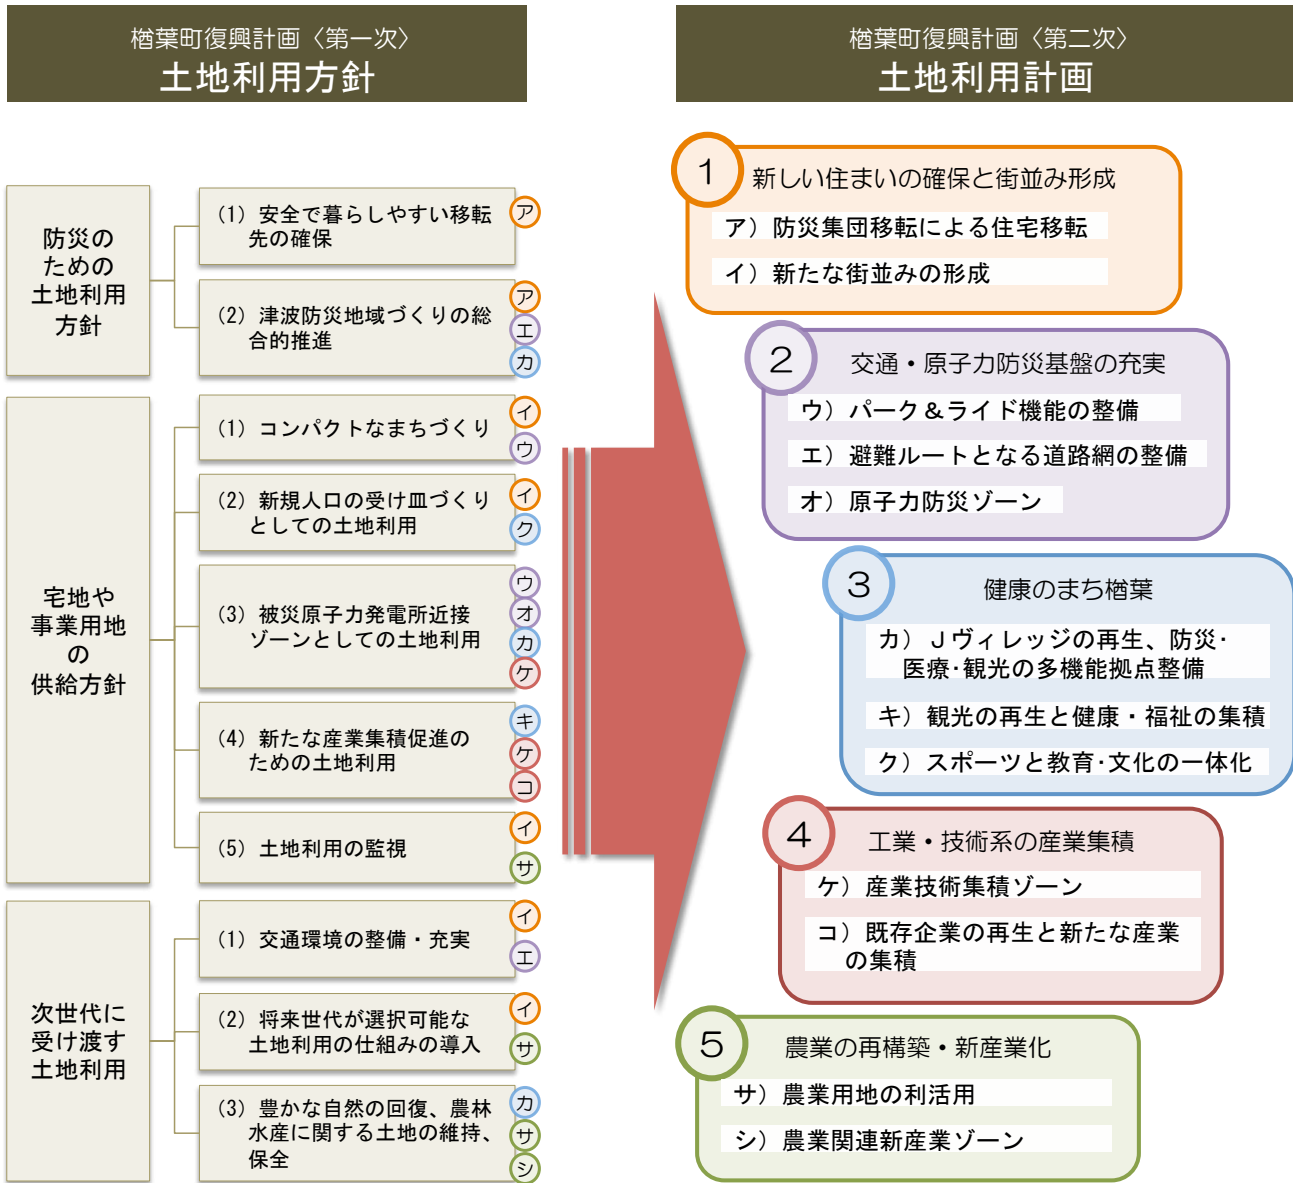 楢葉町復興計画〈第一次〉
土地利用方針
防災の
ための
土地利用
方針
(1) 安全で暮らしやすい移転
先の確保
ア
(2) 津波防災地域づくりの総
合的推進
ア
エ
カ
宅地や
事業用地
の
供給方針
(1) コンパクトなまちづくり
イ
ウ
(2) 新規人口の受け皿づくり
としての土地利用
イ
ク
(3) 被災原子力発電所近接
ゾーンとしての土地利用
ウ
オ
カ
ケ
(4) 新たな産業集積促進の
ための土地利用
キ
ケ
コ
(5) 土地利用の監視
イ
サ
次世代に
受け渡す
土地利用
(1) 交通環境の整備・充実
イ
エ
(2) 将来世代が選択可能な
土地利用の仕組みの導入
イ
サ
(3) 豊かな自然の回復、農林
水産に関する土地の維持、
保全
カ
サ
シ
楢葉町復興計画〈第二次〉
土地利用計画
1 新しい住まいの確保と街並み形成
ア）防災集団移転による住宅移転
イ）新たな街並みの形成
2 交通・原子力防災基盤の充実
ウ）パーク＆ライド機能の整備
エ）避難ルートとなる道路網の整備
オ）原子力防災ゾーン
3 健康のまち楢葉
カ）Ｊヴィレッジの再生、防災･
医療･観光の多機能拠点整備
キ）観光の再生と健康・福祉の集積
ク）スポーツと教育･文化の一体化
4 工業・技術系の産業集積
ケ）産業技術集積ゾーン
コ）既存企業の再生と新たな産業
の集積
5 農業の再構築・新産業化
サ）農業用地の利活用
シ）農業関連新産業ゾーン